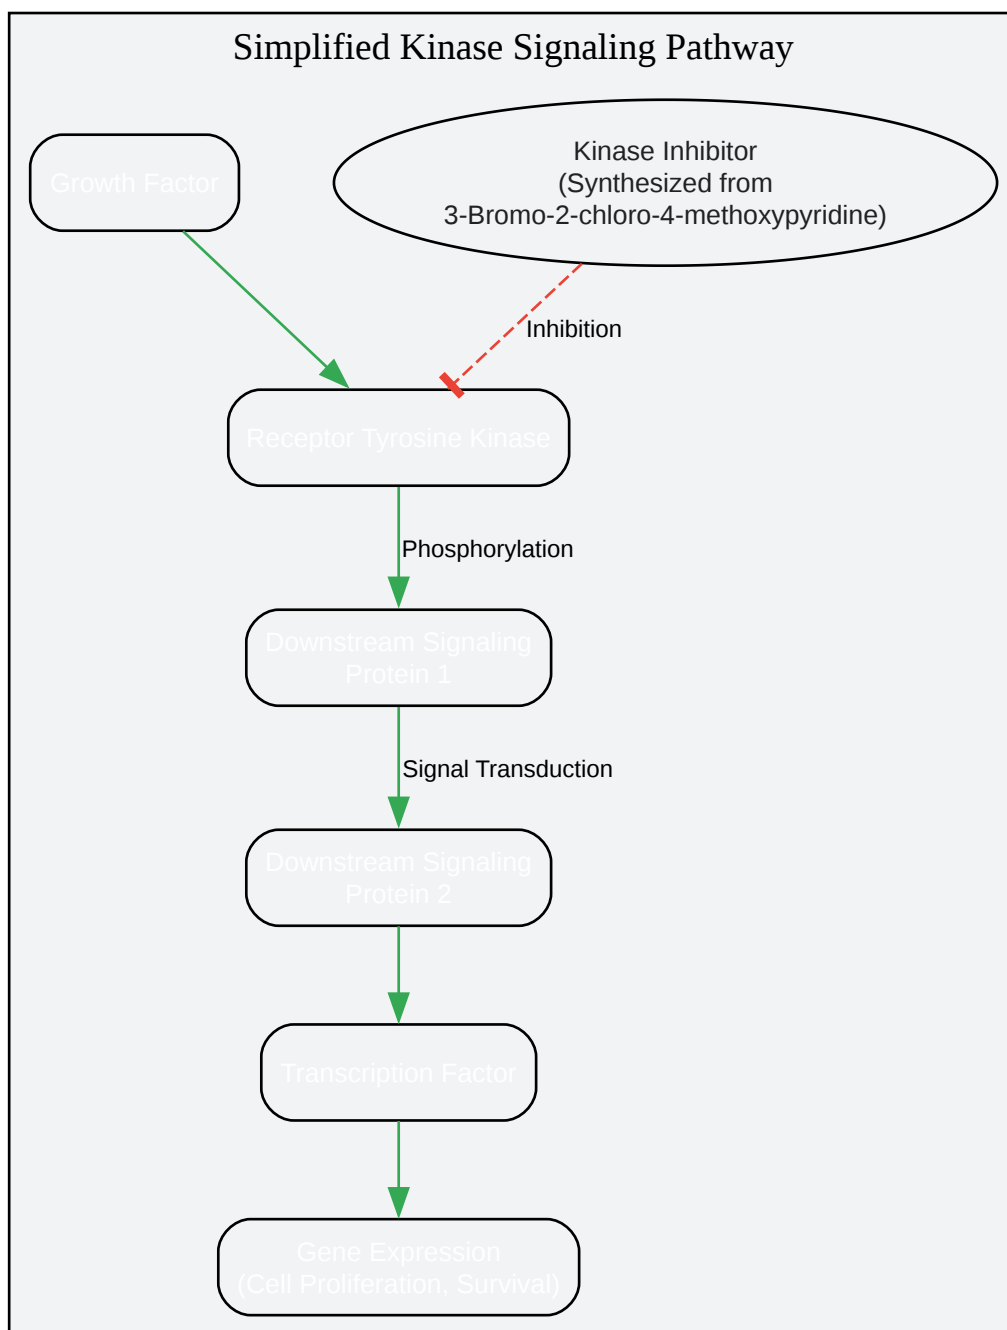 Simplified Kinase Signaling Pathway
Growth Factor
Kinase Inhibitor
(Synthesized from
3-Bromo-2-chloro-4-methoxypyridine)
Inhibition
Receptor Tyrosine Kinase
Phosphorylation
Downstream Signaling
Protein 1
Signal Transduction
Downstream Signaling
Protein 2
Transcription Factor
Gene Expression
(Cell Proliferation, Survival)